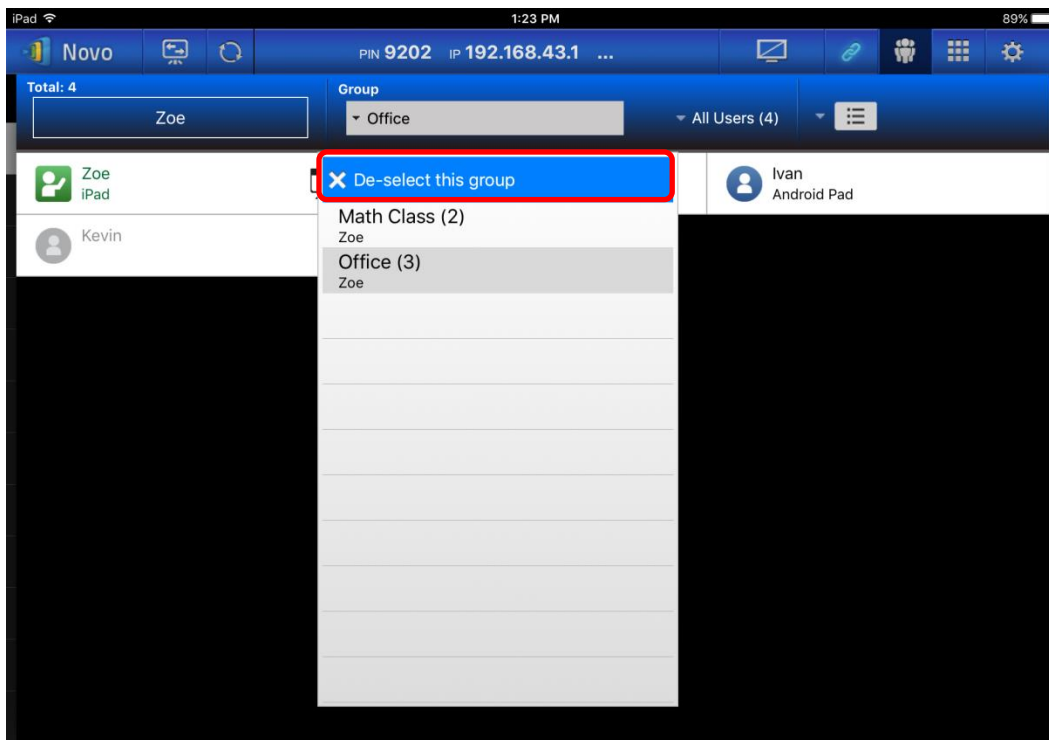 iPad 1:23 PM 89%
Novo PIN 9202 IP 192.168.43.1 ...
Total: 4 Group
Zoe Office All Users (4)
De-select this group
Zoe
iPad
Ivan
Android Pad
Kevin
Math Class (2)
Zoe
Office (3)
Zoe